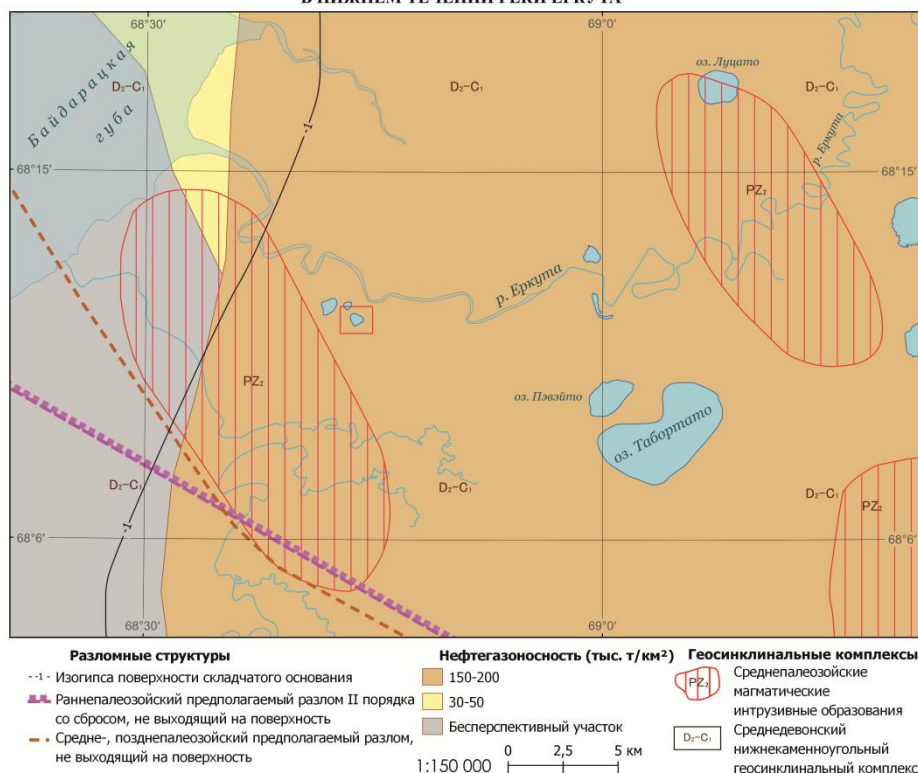 В НИЖНЕМ ТЕЧЕНИИ РЕКИ ЕРКУТА
68°30' 69°0'
Байдарацкая
губа
D₂-C₁ D₂-C₁ D₂-C₁
-1
оз. Луцато
р. Еркута
68°15' 68°15'
PZ₂
р. Еркута
PZ₂
оз. Пэвэйто
оз. Табортато
D₂-C₁ D₂-C₁ D₂-C₁
PZ₂
68°6' 68°6'
-1
68°30' 69°0'
Разломные структуры
-1 Изогипса поверхности складчатого основания
Раннепалеозойский предполагаемый разлом II порядка
со сбросом, не выходящий на поверхность
Средне-, позднепалеозойский предполагаемый разлом,
не выходящий на поверхность
Нефтегазоносность (тыс. т/км²)
150-200
30-50
Бесперспективный участок
1:150 000
0 2,5 5 км
Геосинклинальные комплексы
PZ₂ Среднепалеозойские
магматические
интрузивные образования
D₂-C₁ Среднедевонский
нижнекаменноугольный
геосинклинальный комплекс